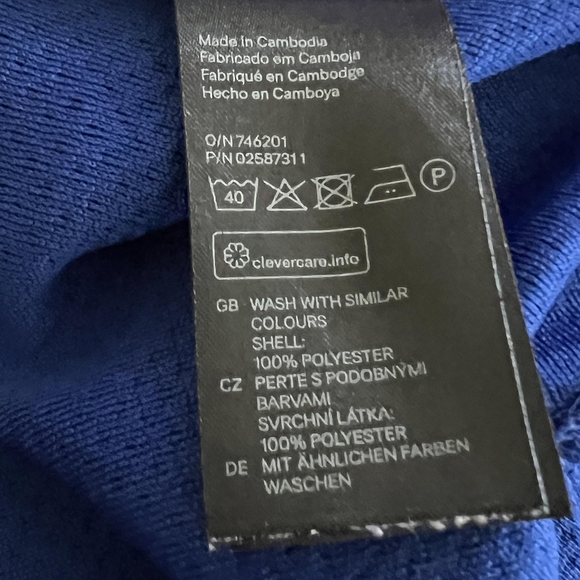 Made in Cambodia
Fabricado em Camboja
Fabriqué en Cambodge
Hecho en Camboya
O/N 746201
P/N 02587311
40 P
clevercare.info
GB WASH WITH SIMILAR
COLOURS
SHELL:
100% POLYESTER
CZ PERTE S PODOBNÝMI
BARVAMI
SVRCHNÍ LÁTKA:
100% POLYESTER
DE MIT ÄHNLICHEN FARBEN
WASCHEN